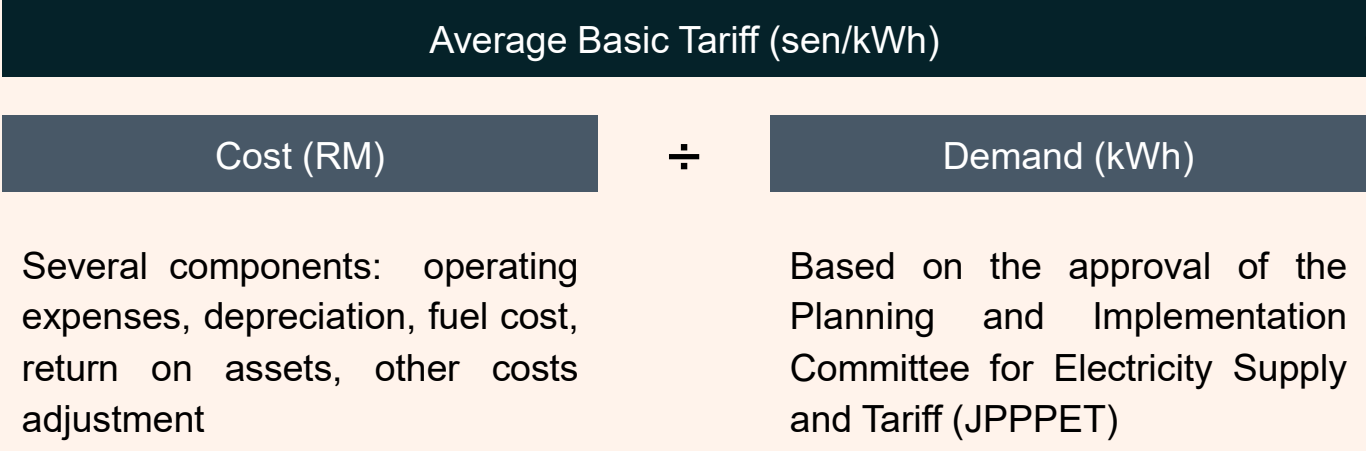 Average Basic Tariff (sen/kWh)
Cost (RM)
÷
Demand (kWh)
Several components: operating
expenses, depreciation, fuel cost,
return on assets, other costs
adjustment
Based on the approval of the
Planning and Implementation
Committee for Electricity Supply
and Tariff (JPPPET)